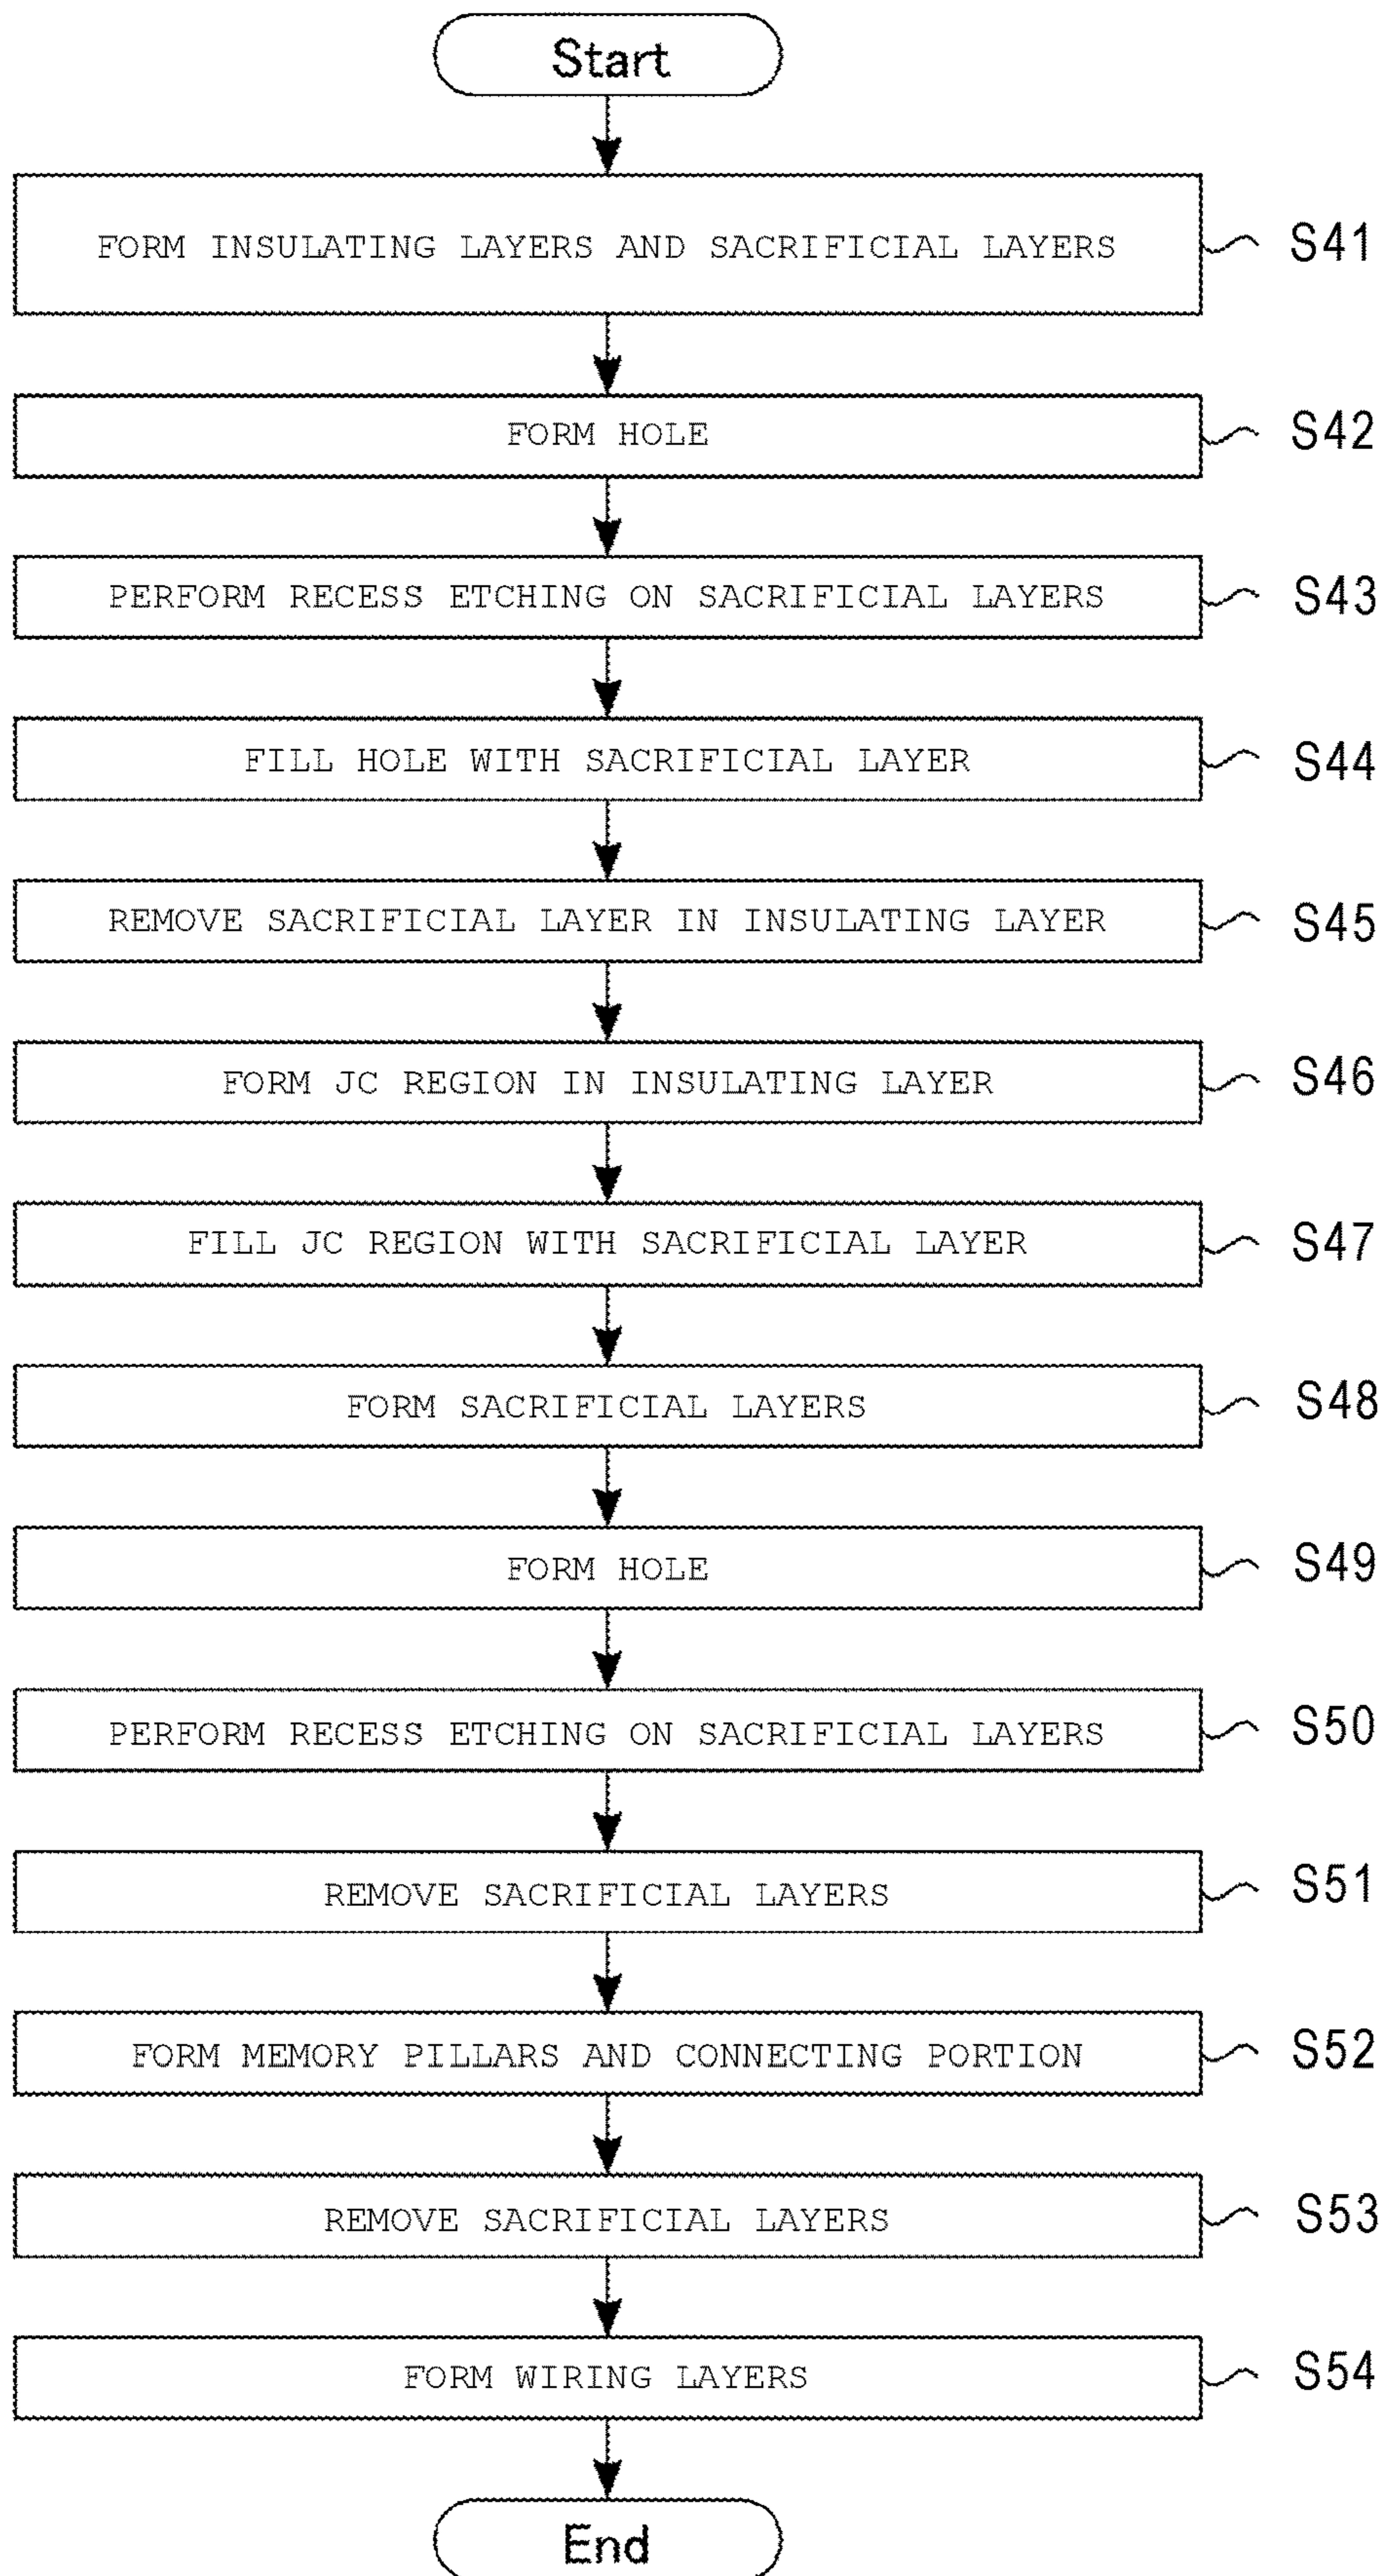 Start
FORM INSULATING LAYERS AND SACRIFICIAL LAYERS S41
FORM HOLE S42
PERFORM RECESS ETCHING ON SACRIFICIAL LAYERS S43
FILL HOLE WITH SACRIFICIAL LAYER S44
REMOVE SACRIFICIAL LAYER IN INSULATING LAYER S45
FORM JC REGION IN INSULATING LAYER S46
FILL JC REGION WITH SACRIFICIAL LAYER S47
FORM SACRIFICIAL LAYERS S48
FORM HOLE S49
PERFORM RECESS ETCHING ON SACRIFICIAL LAYERS S50
REMOVE SACRIFICIAL LAYERS S51
FORM MEMORY PILLARS AND CONNECTING PORTION S52
REMOVE SACRIFICIAL LAYERS S53
FORM WIRING LAYERS S54
End